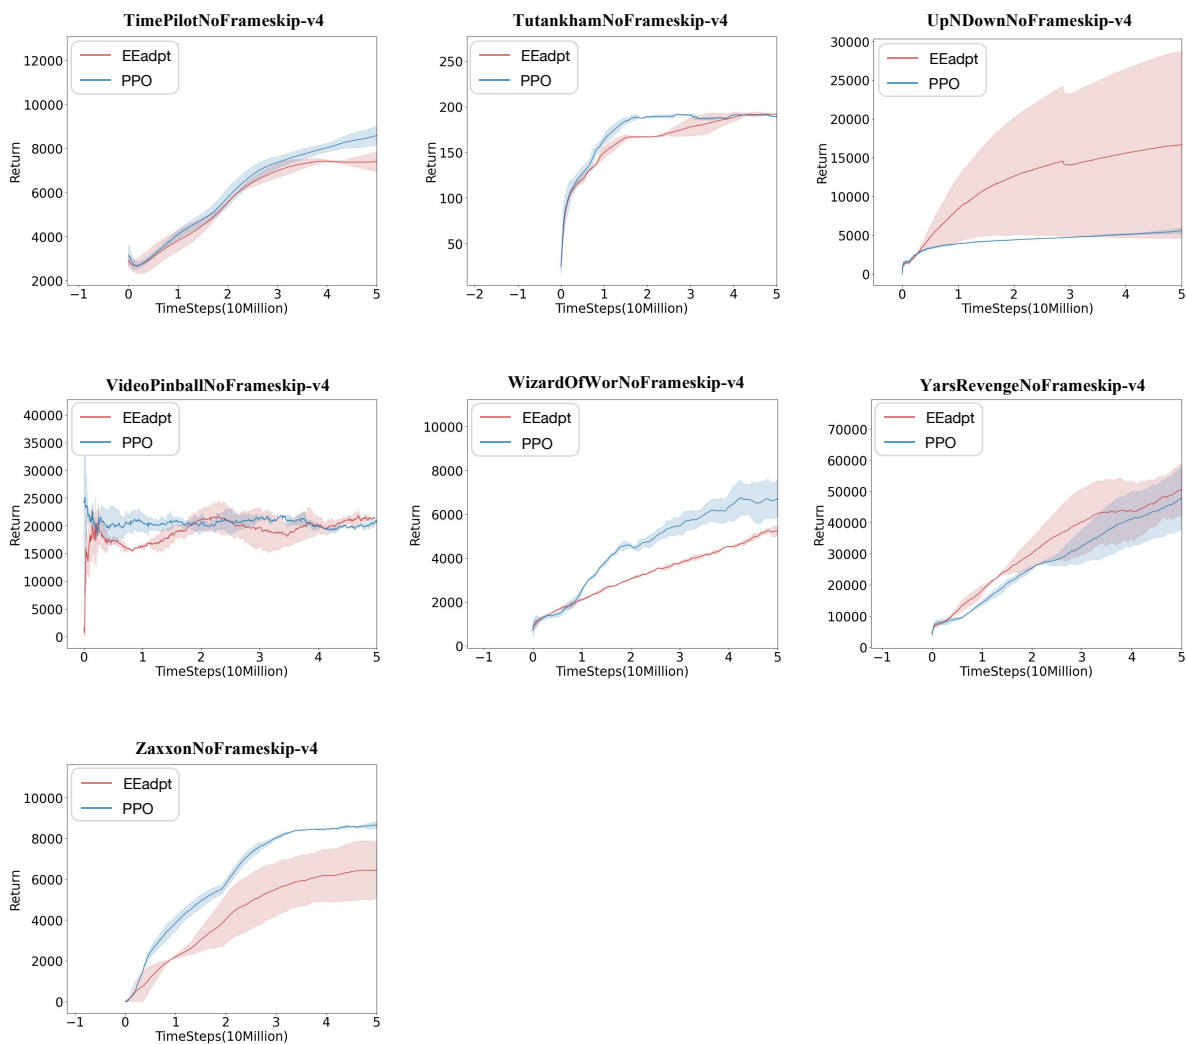 TimePilotNoFrameskip-v4
EEadpt
PPO
12000
10000
8000
6000
4000
2000
Return
−1 0 1 2 3 4 5
TimeSteps(10Million)
TutankhamNoFrameskip-v4
EEadpt
PPO
250
200
150
100
50
Return
−2 −1 0 1 2 3 4 5
TimeSteps(10Million)
UpNDownNoFrameskip-v4
EEadpt
PPO
30000
25000
20000
15000
10000
5000
0
Return
0 1 2 3 4 5
TimeSteps(10Million)
VideoPinballNoFrameskip-v4
EEadpt
PPO
40000
35000
30000
25000
20000
15000
10000
5000
0
Return
0 1 2 3 4 5
TimeSteps(10Million)
WizardOfWorNoFrameskip-v4
EEadpt
PPO
10000
8000
6000
4000
2000
0
Return
−1 0 1 2 3 4 5
TimeSteps(10Million)
YarsRevengeNoFrameskip-v4
EEadpt
PPO
70000
60000
50000
40000
30000
20000
10000
0
Return
−1 0 1 2 3 4 5
TimeSteps(10Million)
ZaxxonNoFrameskip-v4
EEadpt
PPO
10000
8000
6000
4000
2000
0
Return
−1 0 1 2 3 4 5
TimeSteps(10Million)